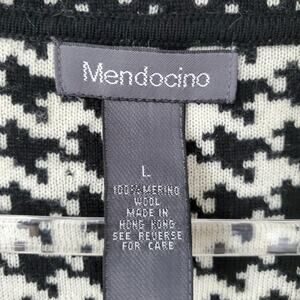 Mendocino
L
100% MERINO
WOOL
MADE IN
HONG KONG
SEE REVERSE
FOR CARE